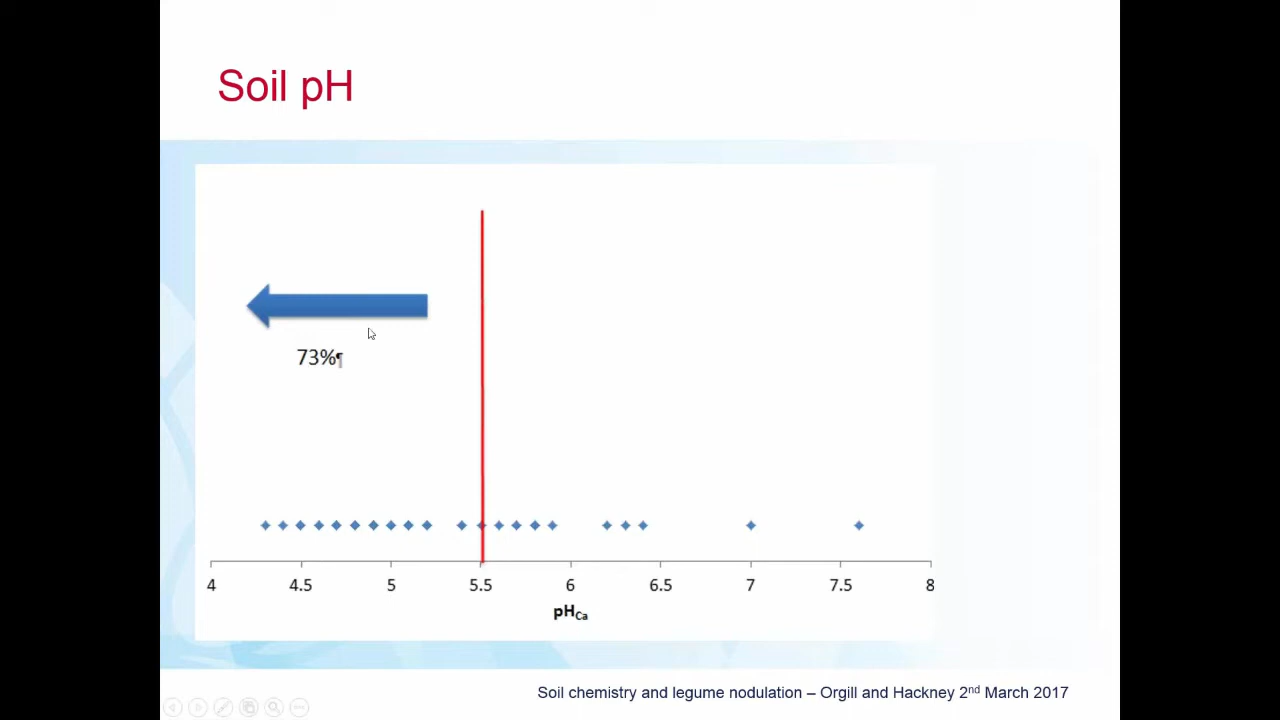 Soil pH
73%¶
4 4.5 5 5.5 6 6.5 7 7.5 8
pHCa
Soil chemistry and legume nodulation – Orgill and Hackney 2nd March 2017